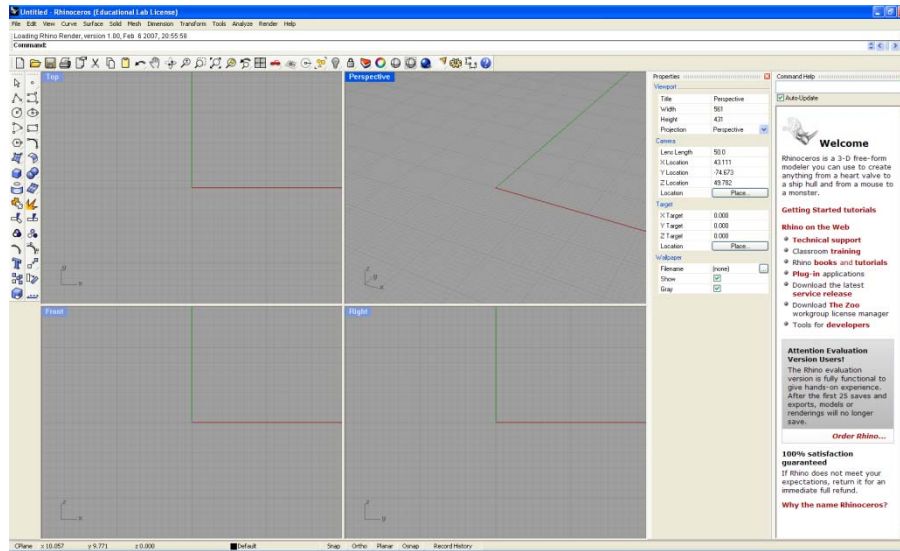 Untitled - Rhinoceros (Educational Lab License)
File Edit View Curve Surface Solid Mesh Dimension Transform Tools Analyze Render Help
Loading Rhino Render, version 1.00, Feb 6 2007, 20:55:58
Command:
Top
Perspective
Front
Right
y
x
z
y
x
z
x
z
y
Properties
Viewport
Title Perspective
Width 561
Height 431
Projection Perspective
Camera
Lens Length 50.0
X Location 43.111
Y Location -74.673
Z Location 49.782
Location Place...
Target
X Target 0.000
Y Target 0.000
Z Target 0.000
Location Place...
Wallpaper
Filename (none)
Show
Gray
Command Help
Auto-Update
Welcome
Rhinoceros is a 3-D free-form
modeler you can use to create
anything from a heart valve to
a ship hull and from a mouse to
a monster.
Getting Started tutorials
Rhino on the Web
Technical support
Classroom training
Rhino books and tutorials
Plug-in applications
Download the latest
service release
Download The Zoo
workgroup license manager
Tools for developers
Attention Evaluation
Version Users!
The Rhino evaluation
version is fully functional to
give hands-on experience.
After the first 25 saves and
exports, models or
renderings will no longer
save.
Order Rhino...
100% satisfaction
guaranteed
If Rhino does not meet your
expectations, return it for an
immediate full refund.
Why the name Rhinoceros?
CPlane x 10.057 y 9.771 z 0.000 Default Snap Ortho Planar Osnap Record History